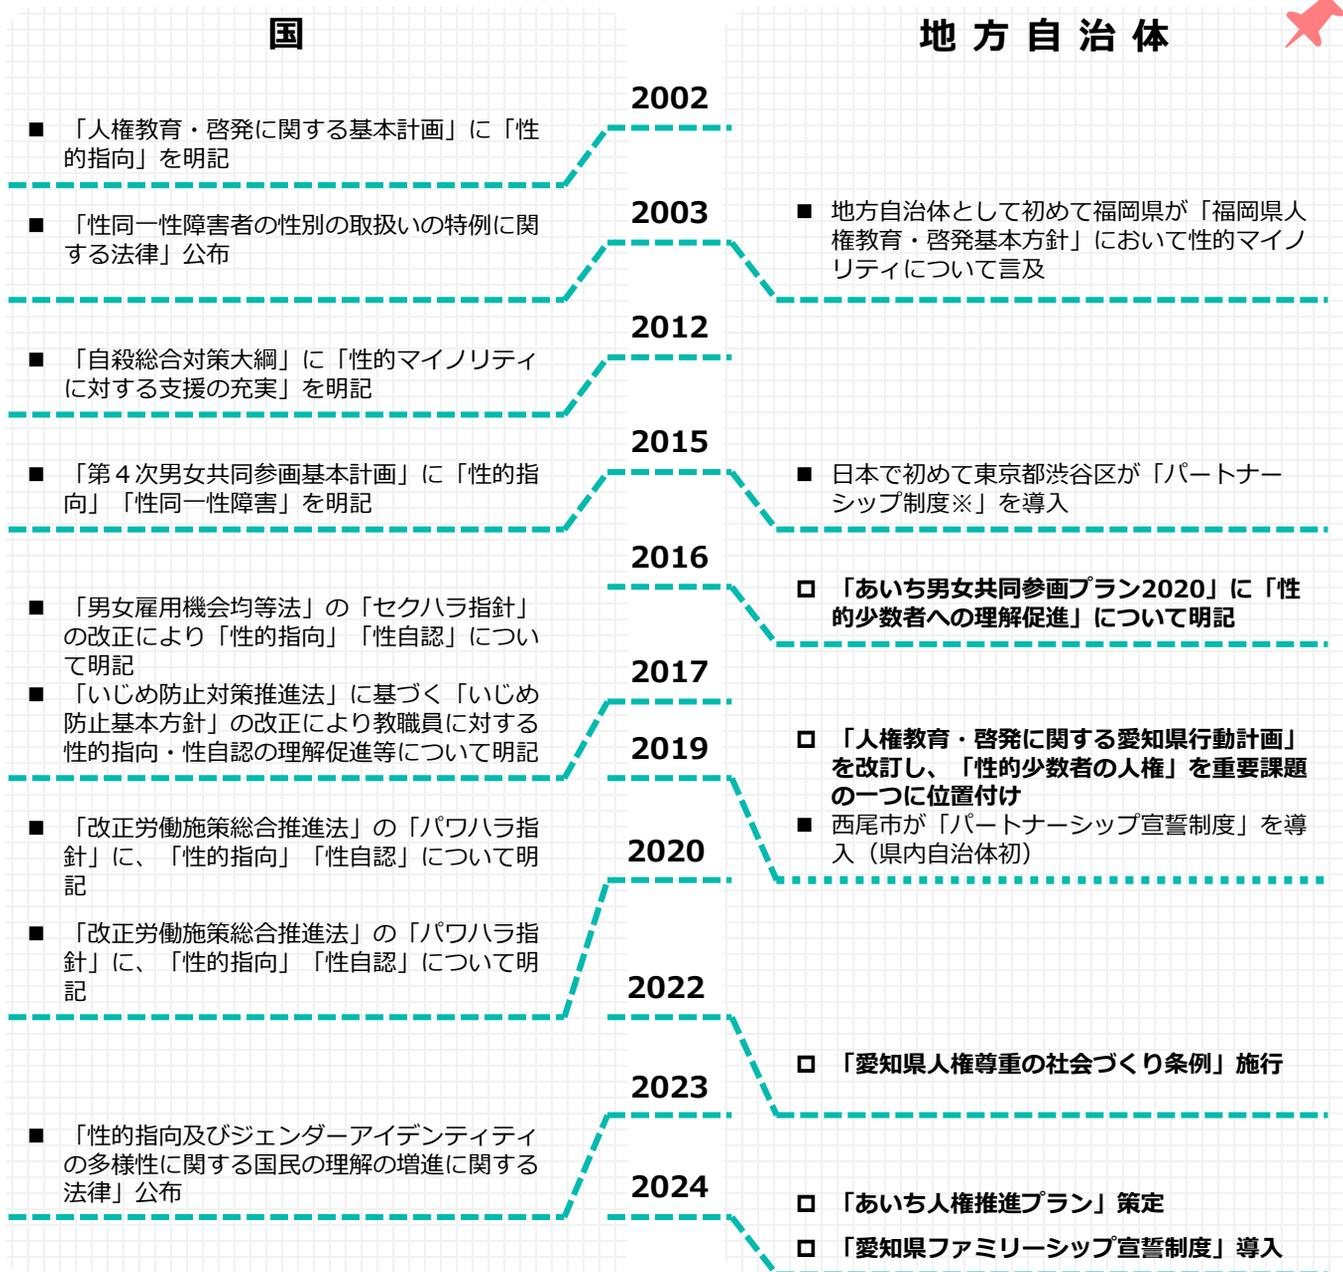 国
地方自治体
2002
■ 「人権教育・啓発に関する基本計画」に「性
的指向」を明記
2003
■ 「性同一性障害者の性別の取扱いの特例に関
する法律」公布
■ 地方自治体として初めて福岡県が「福岡県人
権教育・啓発基本方針」において性的マイノ
リティについて言及
2012
■ 「自殺総合対策大綱」に「性的マイノリティ
に対する支援の充実」を明記
2015
■ 「第４次男女共同参画基本計画」に「性的指
向」「性同一性障害」を明記
■ 日本で初めて東京都渋谷区が「パートナー
シップ制度※」を導入
2016
□ 「あいち男女共同参画プラン2020」に「性
的少数者への理解促進」について明記
2017
■ 「男女雇用機会均等法」の「セクハラ指針」
の改正により「性的指向」「性自認」につい
て明記
■ 「いじめ防止対策推進法」に基づく「いじめ
防止基本方針」の改正により教職員に対する
性的指向・性自認の理解促進等について明記
2019
□ 「人権教育・啓発に関する愛知県行動計画」
を改訂し、「性的少数者の人権」を重要課題
の一つに位置付け
■ 西尾市が「パートナーシップ宣誓制度」を導
入（県内自治体初）
2020
■ 「改正労働施策総合推進法」の「パワハラ指
針」に、「性的指向」「性自認」について明
記
■ 「改正労働施策総合推進法」の「パワハラ指
針」に、「性的指向」「性自認」について明
記
2022
□ 「愛知県人権尊重の社会づくり条例」施行
2023
■ 「性的指向及びジェンダーアイデンティティ
の多様性に関する国民の理解の増進に関する
法律」公布
2024
□ 「あいち人権推進プラン」策定
□ 「愛知県ファミリーシップ宣誓制度」導入